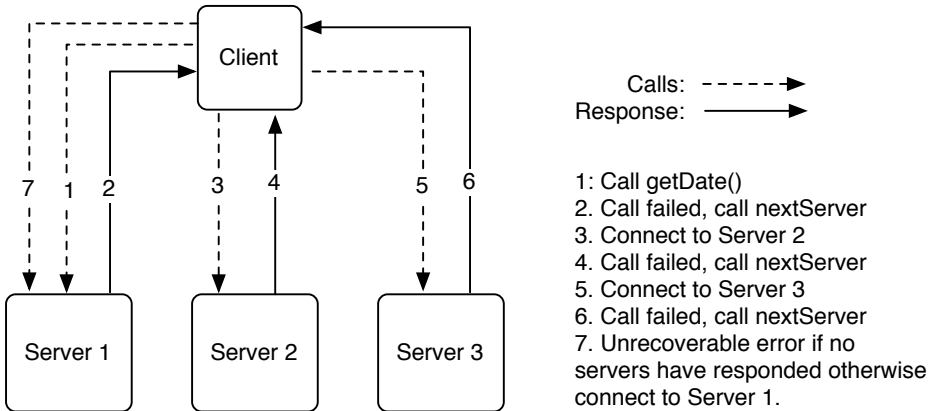 Client
Calls:
Response:
7 1 2 3 4 5 6
1: Call getDate()
2. Call failed, call nextServer
3. Connect to Server 2
4. Call failed, call nextServer
5. Connect to Server 3
6. Call failed, call nextServer
7. Unrecoverable error if no
servers have responded otherwise
connect to Server 1.
Server 1
Server 2
Server 3